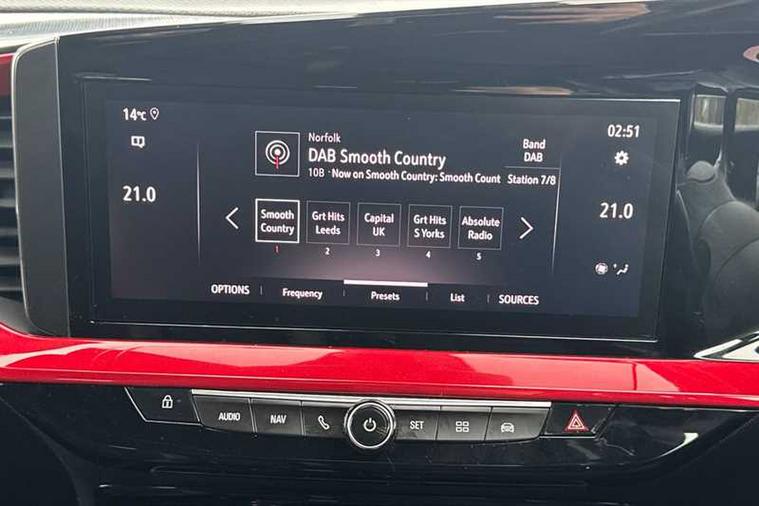 14°C
02:51
Norfolk
DAB Smooth Country
10B · Now on Smooth Country: Smooth Count
Band
DAB
Station 7/8
21.0
21.0
Smooth
Country
1
Grt Hits
Leeds
2
Capital
UK
3
Grt Hits
S Yorks
4
Absolute
Radio
5
OPTIONS
Frequency
Presets
List
SOURCES
AUDIO
NAV
SET